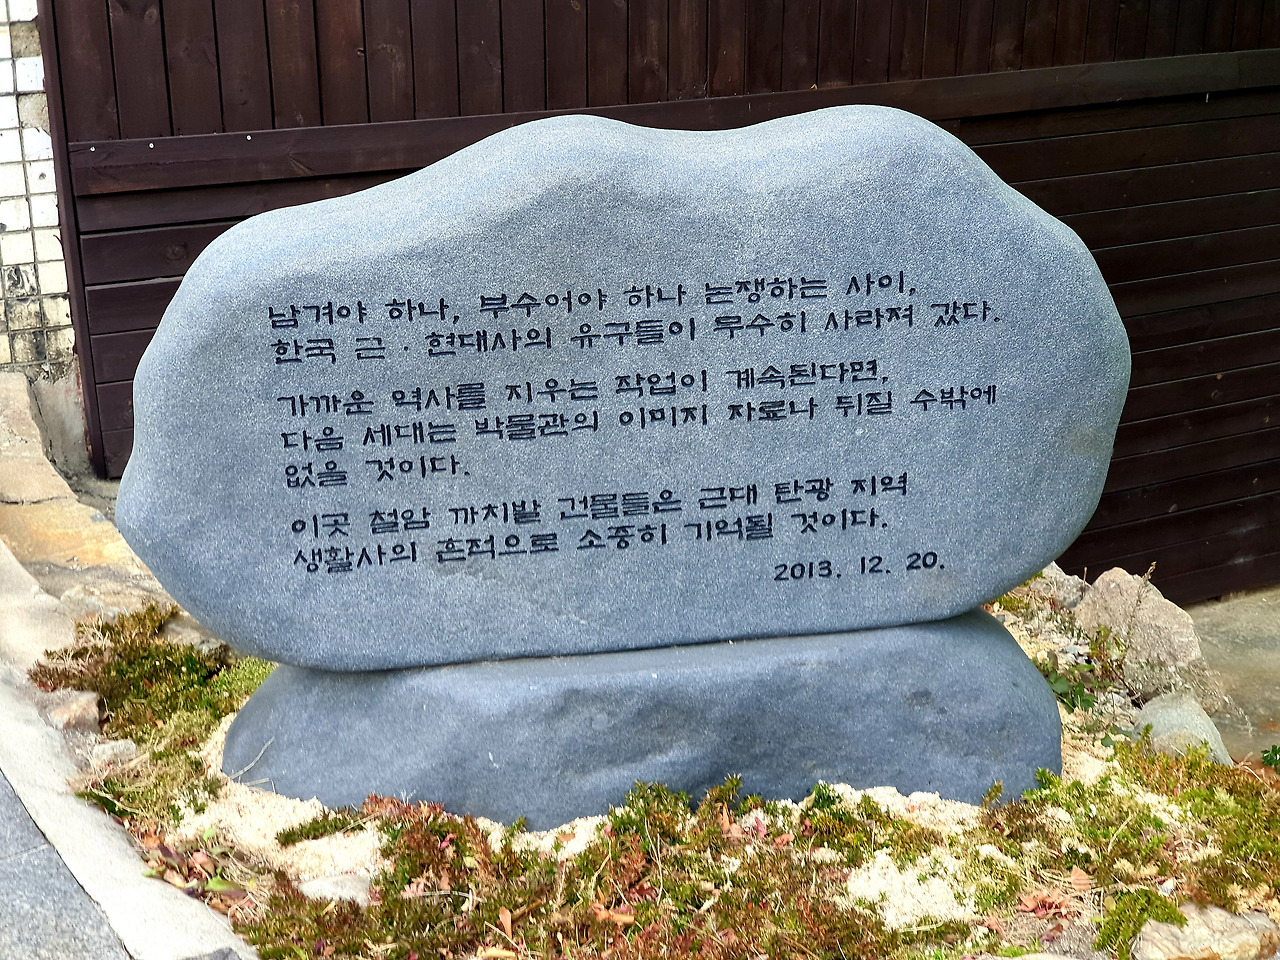 남겨야 하나, 부수어야 하나 논쟁하는 사이,
한국 근·현대사의 유구들이 무수히 사라져 갔다.
가까운 역사를 지우는 작업이 계속된다면,
다음 세대는 박물관의 이미지 자료나 뒤질 수밖에
없을 것이다.
이곳 철암 까치발 건물들은 근대 탄광 지역
생활사의 흔적으로 소중히 기억될 것이다.
2013. 12. 20.